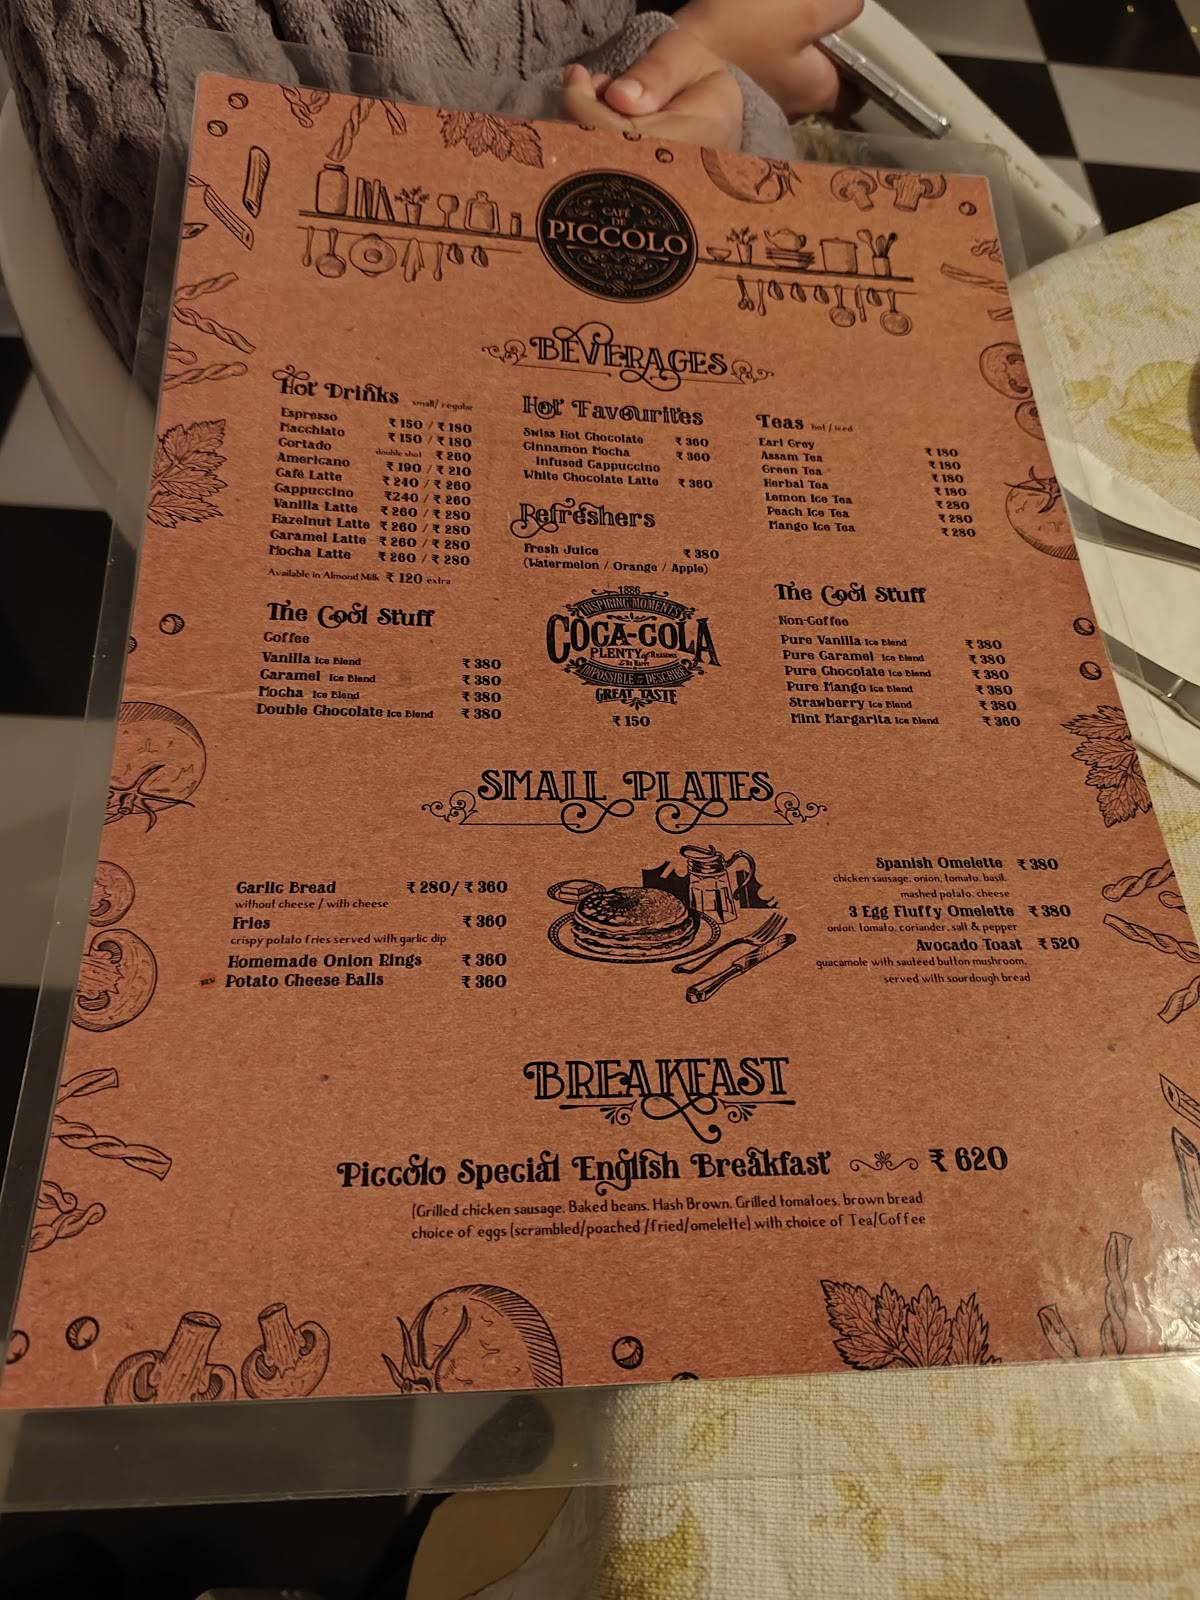 CAFÉ
DE
PICCOLO
BEVERAGES
Hot Drinks small/ regular
Espresso ₹ 150 / ₹ 180
Macchiato ₹ 150 / ₹ 180
Cortado double shot ₹ 260
Americano ₹ 190 / ₹ 210
Café Latte ₹ 240 / ₹ 260
Cappuccino ₹240 / ₹ 260
Vanilla Latte ₹ 260 / ₹ 280
Hazelnut Latte ₹ 260 / ₹ 280
Caramel Latte ₹ 260 / ₹ 280
Mocha Latte ₹ 260 / ₹ 280
Available in Almond Milk ₹ 120 extra
Hot Favourites
Swiss Hot Chocolate ₹ 360
Cinnamon Mocha ₹ 360
Infused Cappuccino
White Chocolate Latte ₹ 360
Refreshers
Fresh Juice ₹ 380
(Watermelon / Orange / Apple)
Teas hot / iced
Earl Grey ₹ 180
Assam Tea ₹ 180
Green Tea ₹ 180
Herbal Tea ₹ 180
Lemon Ice Tea ₹ 280
Peach Ice Tea ₹ 280
Mango Ice Tea ₹ 280
The Cool Stuff
Coffee
Vanilla Ice Blend ₹ 380
Caramel Ice Blend ₹ 380
Mocha Ice Blend ₹ 380
Double Chocolate Ice Blend ₹ 380
1886
INSPIRING MOMENTS
COCA-COLA
PLENTY of Reasons
To Be Happy
IMPOSSIBLE to DESCRIBE
GREAT TASTE
₹ 150
The Cool Stuff
Non-Coffee
Pure Vanilla Ice Blend ₹ 380
Pure Caramel Ice Blend ₹ 380
Pure Chocolate Ice Blend ₹ 380
Pure Mango Ice Blend ₹ 380
Strawberry Ice Blend ₹ 380
Mint Margarita Ice Blend ₹ 360
SMALL PLATES
Garlic Bread ₹ 280/ ₹ 360
without cheese / with cheese
Fries ₹ 360
crispy potato fries served with garlic dip
Homemade Onion Rings ₹ 360
NEW Potato Cheese Balls ₹ 360
Spanish Omelette ₹ 380
chicken sausage, onion, tomato, basil,
mashed potato, cheese
3 Egg Fluffy Omelette ₹ 380
onion, tomato, coriander, salt & pepper
Avocado Toast ₹ 520
guacamole with sauteed button mushroom,
served with sourdough bread
BREAKFAST
Piccolo Special English Breakfast ₹ 620
(Grilled chicken sausage, Baked beans, Hash Brown, Grilled tomatoes, brown bread
choice of eggs (scrambled/poached /fried/omelette) with choice of Tea/Coffee